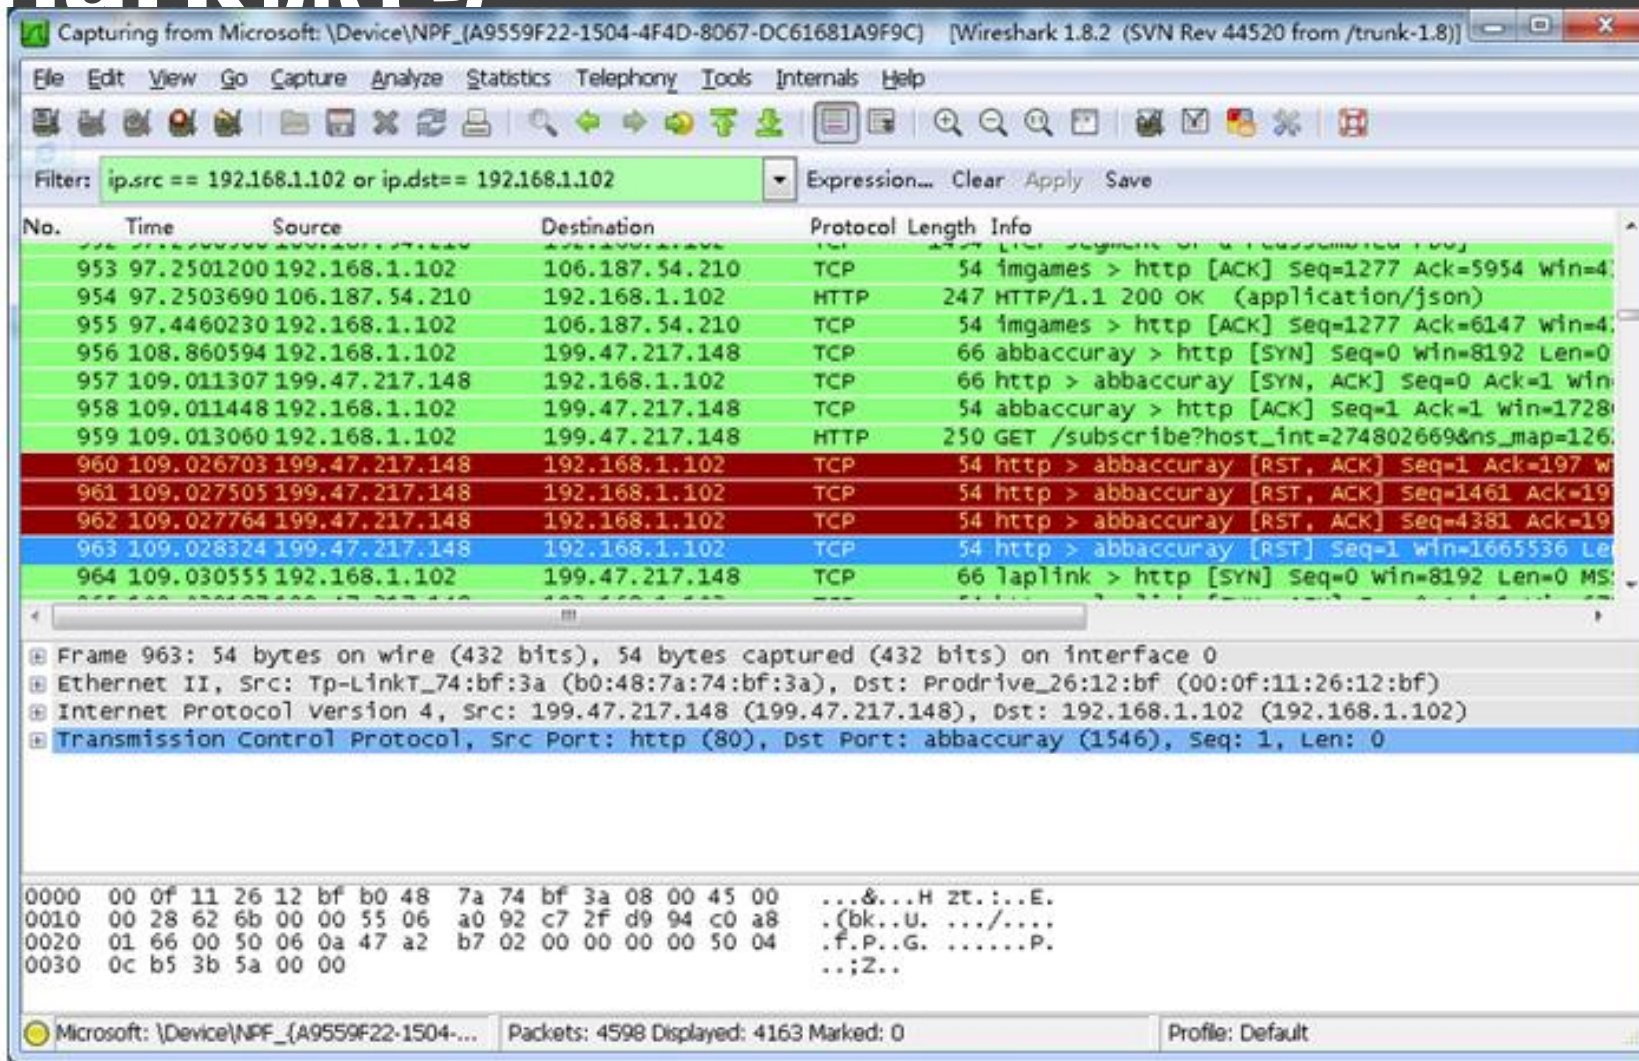 Capturing from Microsoft: \Device\NPF_{A9559F22-1504-4F4D-8067-DC61681A9F9C} [Wireshark 1.8.2 (SVN Rev 44520 from /trunk-1.8)]
File Edit View Go Capture Analyze Statistics Telephony Tools Internals Help
Filter: ip.src == 192.168.1.102 or ip.dst== 192.168.1.102 Expression... Clear Apply Save
No. Time Source Destination Protocol Length Info
953 97.2501200 192.168.1.102 106.187.54.210 TCP 54 imgames > http [ACK] Seq=1277 Ack=5954 Win=4
954 97.2503690 106.187.54.210 192.168.1.102 HTTP 247 HTTP/1.1 200 OK (application/json)
955 97.4460230 192.168.1.102 106.187.54.210 TCP 54 imgames > http [ACK] Seq=1277 Ack=6147 Win=4
956 108.860594 192.168.1.102 199.47.217.148 TCP 66 abbaccuray > http [SYN] Seq=0 Win=8192 Len=0
957 109.011307 199.47.217.148 192.168.1.102 TCP 66 http > abbaccuray [SYN, ACK] Seq=0 Ack=1 Win
958 109.011448 192.168.1.102 199.47.217.148 TCP 54 abbaccuray > http [ACK] Seq=1 Ack=1 Win=1728
959 109.013060 192.168.1.102 199.47.217.148 HTTP 250 GET /subscribe?host_int=274802669&ns_map=126
960 109.026703 199.47.217.148 192.168.1.102 TCP 54 http > abbaccuray [RST, ACK] Seq=1 Ack=197 W
961 109.027505 199.47.217.148 192.168.1.102 TCP 54 http > abbaccuray [RST, ACK] Seq=1461 Ack=19
962 109.027764 199.47.217.148 192.168.1.102 TCP 54 http > abbaccuray [RST, ACK] Seq=4381 Ack=19
963 109.028324 199.47.217.148 192.168.1.102 TCP 54 http > abbaccuray [RST] Seq=1 Win=1665536 Le
964 109.030555 192.168.1.102 199.47.217.148 TCP 66 laplink > http [SYN] Seq=0 Win=8192 Len=0 MS
Frame 963: 54 bytes on wire (432 bits), 54 bytes captured (432 bits) on interface 0
Ethernet II, Src: Tp-LinkT_74:bf:3a (b0:48:7a:74:bf:3a), Dst: Prodrive_26:12:bf (00:0f:11:26:12:bf)
Internet Protocol Version 4, Src: 199.47.217.148 (199.47.217.148), Dst: 192.168.1.102 (192.168.1.102)
Transmission Control Protocol, Src Port: http (80), Dst Port: abbaccuray (1546), Seq: 1, Len: 0
0000 00 0f 11 26 12 bf b0 48 7a 74 bf 3a 08 00 45 00 ...&...H zt.:..E.
0010 00 28 62 6b 00 00 55 06 a0 92 c7 2f d9 94 c0 a8 .(bk..U. .../....
0020 01 66 00 50 06 0a 47 a2 b7 02 00 00 00 00 50 04 .f.P..G. ......P.
0030 0c b5 3b 5a 00 00 ..;Z..
Microsoft: \Device\NPF_{A9559F22-1504-... Packets: 4598 Displayed: 4163 Marked: 0 Profile: Default